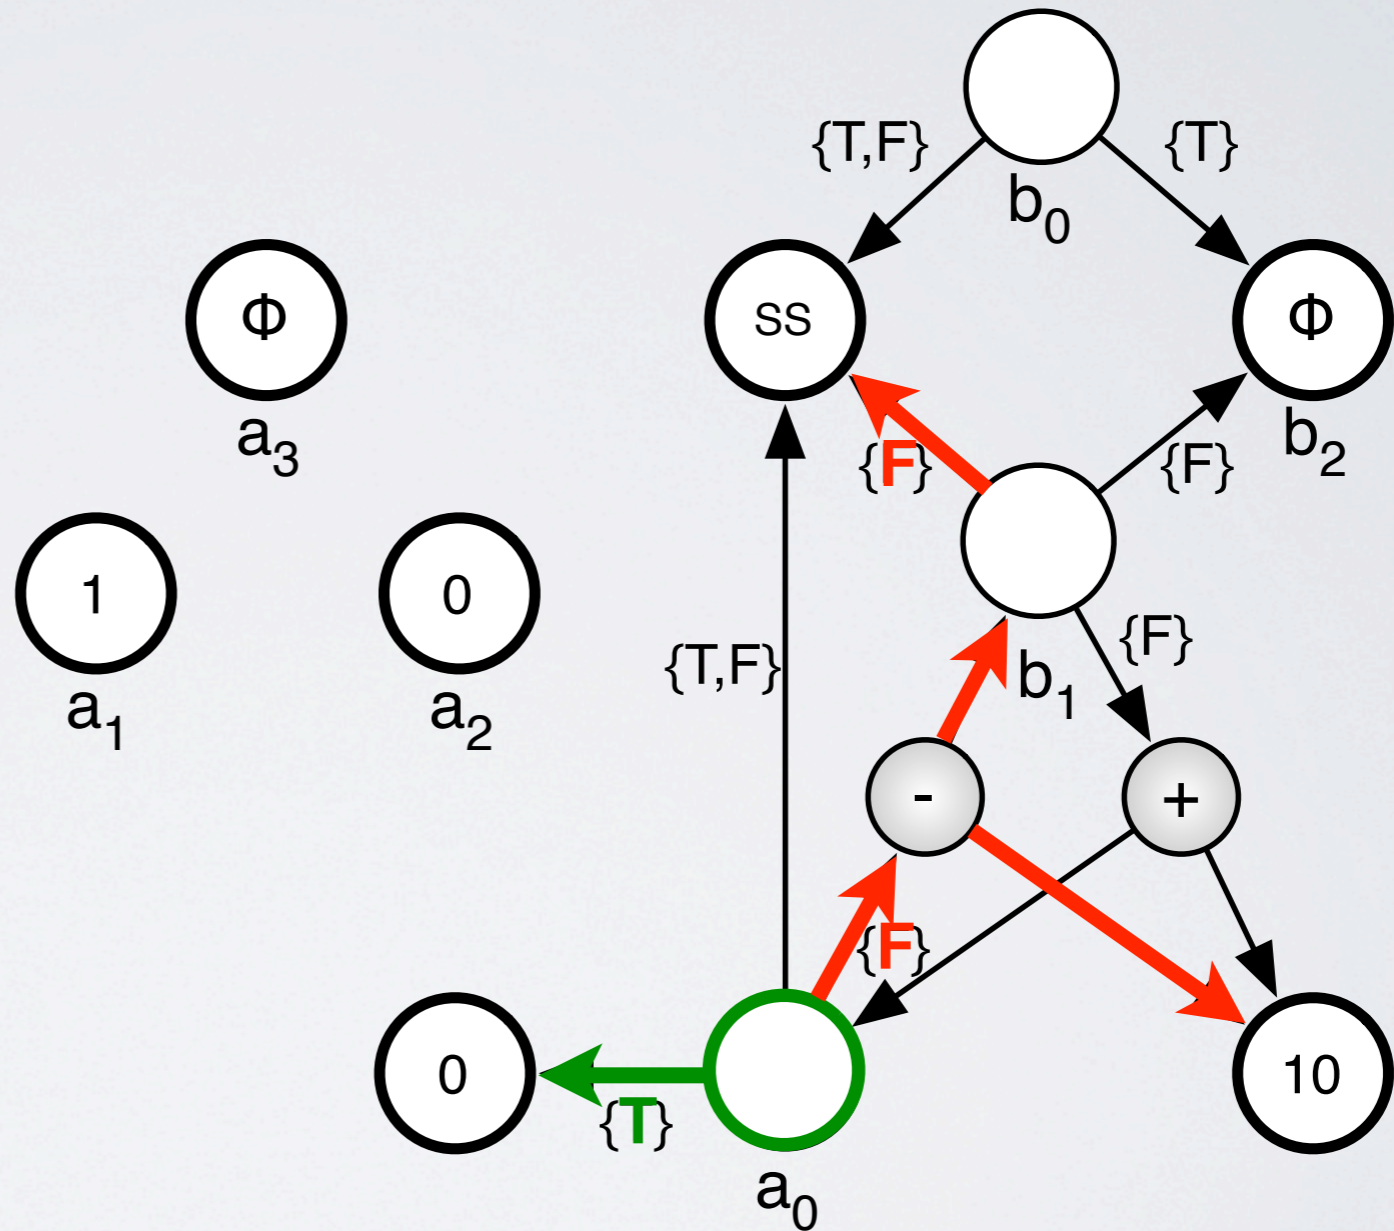 {T,F}
{T}
b0
Φ
SS
Φ
a3
{F}
{F}
b2
1
0
{F}
{T,F}
b1
a1
a2
-
+
{F}
0
10
{T}
a0